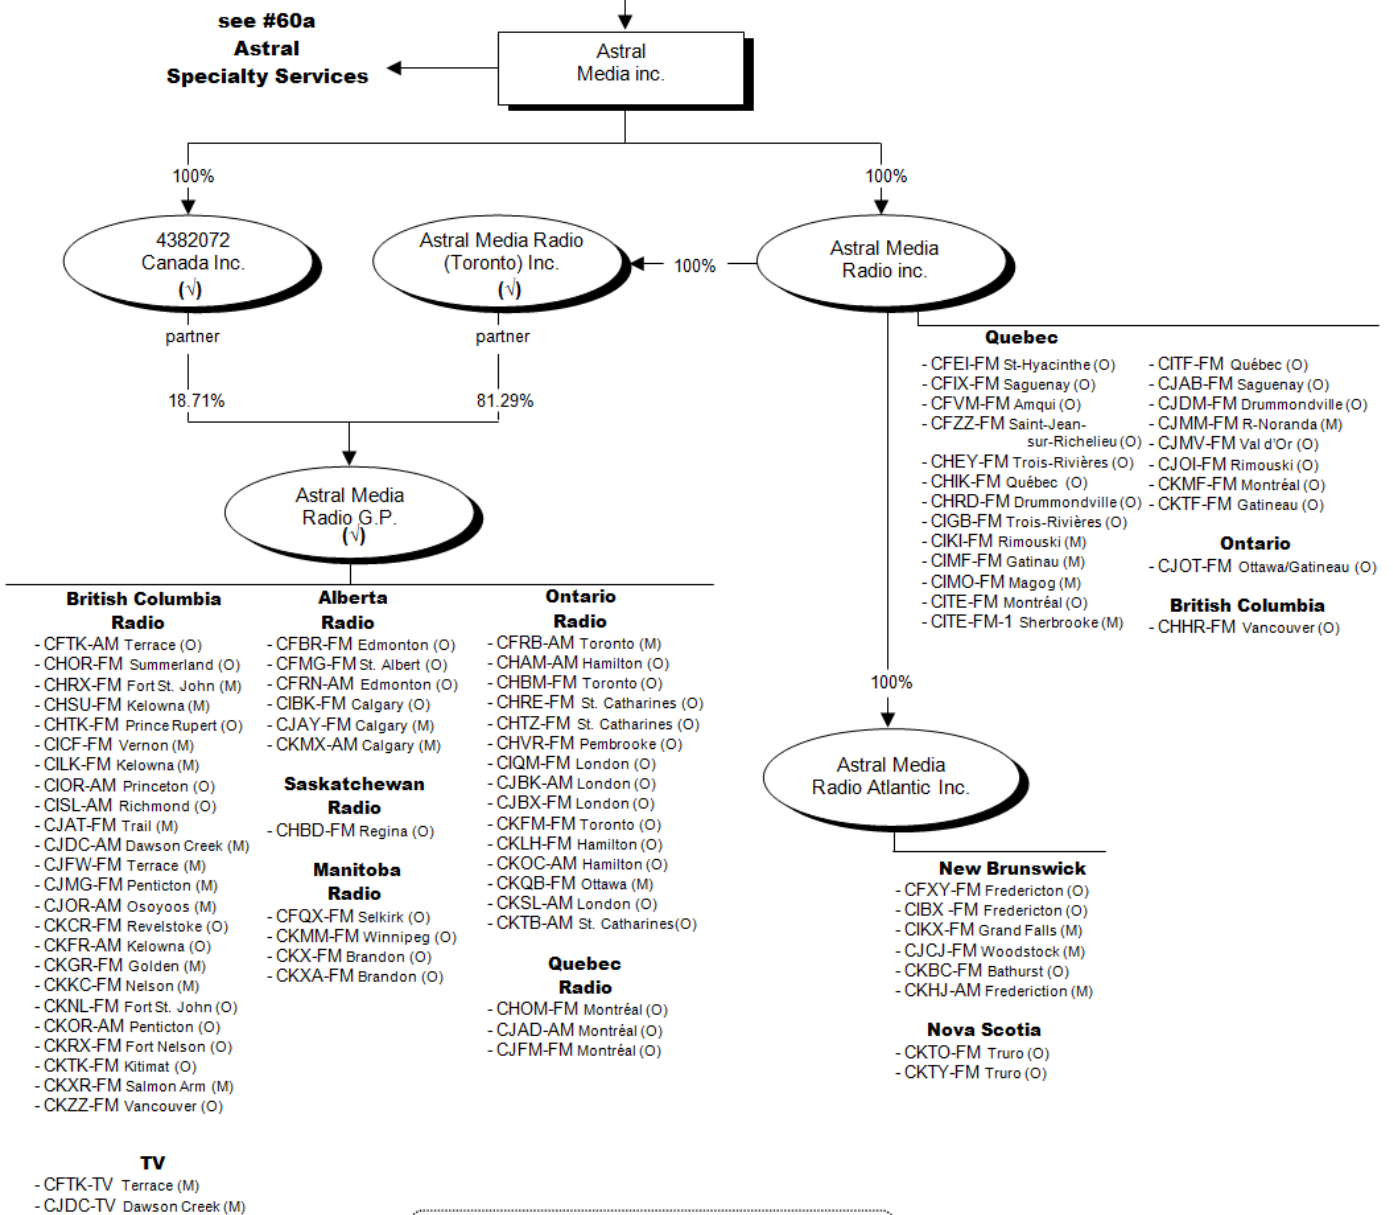 see #60a
Astral
Specialty Services
Astral
Media inc.
100%
100%
4382072
Canada Inc.
(√)
Astral Media Radio
(Toronto) Inc.
(√)
100%
Astral Media
Radio inc.
partner
partner
18.71%
81.29%
Astral Media
Radio G.P.
(√)
British Columbia
Radio
- CFTK-AM Terrace (O)
- CHOR-FM Summerland (O)
- CHRX-FM Fort St. John (M)
- CHSU-FM Kelowna (M)
- CHTK-FM Prince Rupert (O)
- CICF-FM Vernon (M)
- CILK-FM Kelowna (M)
- CIOR-AM Princeton (O)
- CISL-AM Richmond (O)
- CJAT-FM Trail (M)
- CJDC-AM Dawson Creek (M)
- CJFW-FM Terrace (M)
- CJMG-FM Penticton (M)
- CJOR-AM Osoyoos (M)
- CKCR-FM Revelstoke (O)
- CKFR-AM Kelowna (O)
- CKGR-FM Golden (M)
- CKKC-FM Nelson (M)
- CKNL-FM Fort St. John (O)
- CKOR-AM Penticton (O)
- CKRX-FM Fort Nelson (O)
- CKTK-FM Kitimat (O)
- CKXR-FM Salmon Arm (M)
- CKZZ-FM Vancouver (O)
TV
- CFTK-TV Terrace (M)
- CJDC-TV Dawson Creek (M)
Alberta
Radio
- CFBR-FM Edmonton (O)
- CFMG-FM St. Albert (O)
- CFRN-AM Edmonton (O)
- CIBK-FM Calgary (O)
- CJAY-FM Calgary (M)
- CKMX-AM Calgary (M)
Saskatchewan
Radio
- CHBD-FM Regina (O)
Manitoba
Radio
- CFQX-FM Selkirk (O)
- CKMM-FM Winnipeg (O)
- CKX-FM Brandon (O)
- CKXA-FM Brandon (O)
Ontario
Radio
- CFRB-AM Toronto (M)
- CHAM-AM Hamilton (O)
- CHBM-FM Toronto (O)
- CHRE-FM St. Catharines (O)
- CHTZ-FM St. Catharines (O)
- CHVR-FM Pembrooke (O)
- CIQM-FM London (O)
- CJBK-AM London (O)
- CJBX-FM London (O)
- CKFM-FM Toronto (O)
- CKLH-FM Hamilton (O)
- CKOC-AM Hamilton (O)
- CKQB-FM Ottawa (M)
- CKSL-AM London (O)
- CKTB-AM St. Catharines(O)
Quebec
Radio
- CHOM-FM Montréal (O)
- CJAD-AM Montréal (O)
- CJFM-FM Montréal (O)
Quebec
- CFEI-FM St-Hyacinthe (O)
- CFIX-FM Saguenay (O)
- CFVM-FM Amqui (O)
- CFZZ-FM Saint-Jean-
sur-Richelieu (O)
- CHEY-FM Trois-Rivières (O)
- CHIK-FM Québec (O)
- CHRD-FM Drummondville (O)
- CIGB-FM Trois-Rivières (O)
- CIKI-FM Rimouski (M)
- CIMF-FM Gatinau (M)
- CIMO-FM Magog (M)
- CITE-FM Montréal (O)
- CITE-FM-1 Sherbrooke (M)
- CITF-FM Québec (O)
- CJAB-FM Saguenay (O)
- CJDM-FM Drummondville (O)
- CJMM-FM R-Noranda (M)
- CJMV-FM Val d'Or (O)
- CJOI-FM Rimouski (O)
- CKMF-FM Montréal (O)
- CKTF-FM Gatineau (O)
Ontario
- CJOT-FM Ottawa/Gatineau (O)
British Columbia
- CHHR-FM Vancouver (O)
100%
Astral Media
Radio Atlantic Inc.
New Brunswick
- CFXY-FM Fredericton (O)
- CIBX -FM Fredericton (O)
- CIKX-FM Grand Falls (M)
- CJCJ-FM Woodstock (M)
- CKBC-FM Bathurst (O)
- CKHJ-AM Frederiction (M)
Nova Scotia
- CKTO-FM Truro (O)
- CKTY-FM Truro (O)